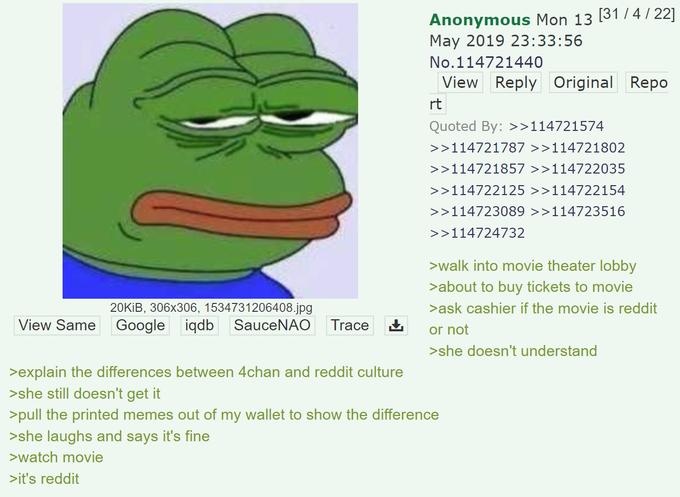 Anonymous Mon 13 [31 / 4 / 22]
May 2019 23:33:56
No.114721440
View Reply Original Repo
rt
Quoted By: >>114721574
>>114721787 >>114721802
>>114721857 >>114722035
>>114722125 >>114722154
>>114723089 >>114723516
>>114724732
20KiB, 306x306, 1534731206408.jpg
View Same Google iqdb SauceNAO Trace
>walk into movie theater lobby
>about to buy tickets to movie
>ask cashier if the movie is reddit
or not
>she doesn't understand
>explain the differences between 4chan and reddit culture
>she still doesn't get it
>pull the printed memes out of my wallet to show the difference
>she laughs and says it's fine
>watch movie
>it's reddit